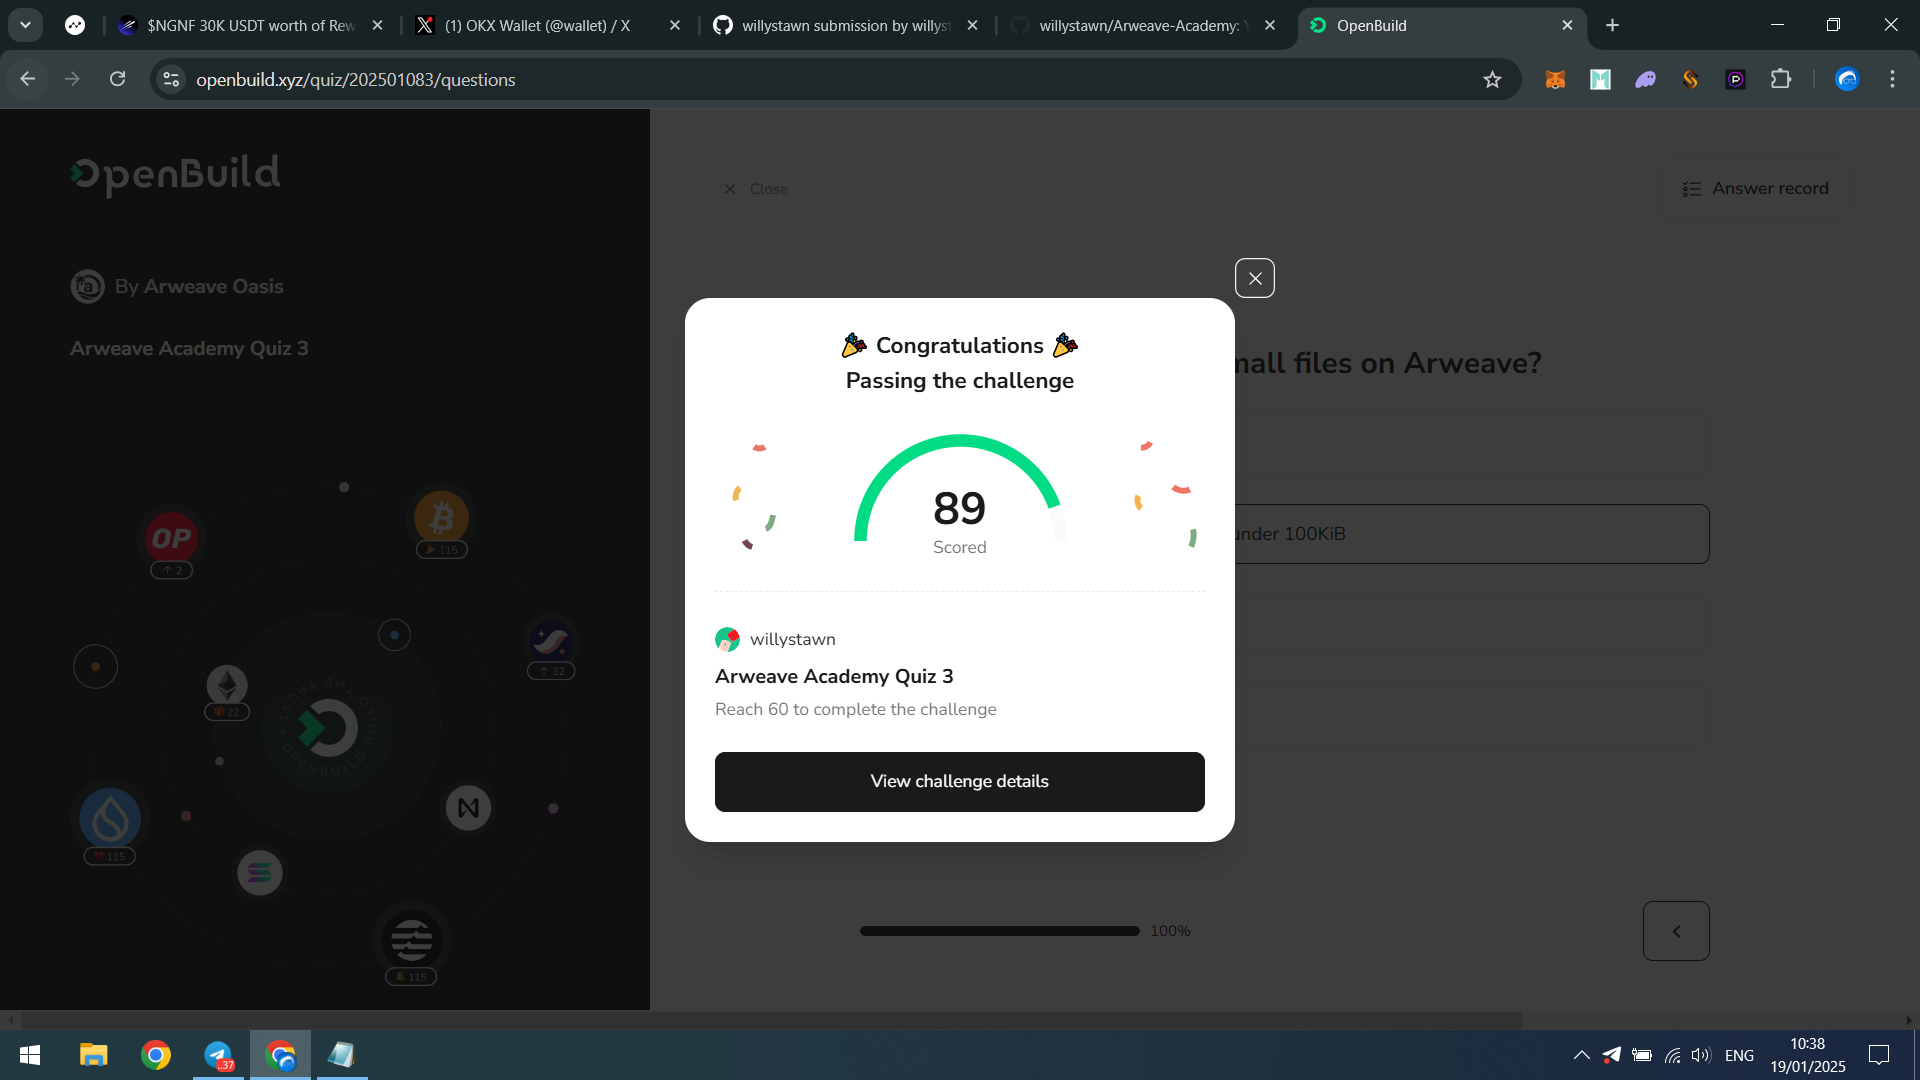 $NGNF 30K USDT worth of Rew
(1) OKX Wallet (@wallet) / X
willystawn submission by willyst
willystawn/Arweave-Academy:
OpenBuild
openbuild.xyz/quiz/202501083/questions
OpenBuild
Close
Answer record
By Arweave Oasis
Arweave Academy Quiz 3
mall files on Arweave?
under 100KiB
Congratulations
Passing the challenge
89
Scored
willystawn
Arweave Academy Quiz 3
Reach 60 to complete the challenge
View challenge details
OP
2
115
32
22
115
115
100%
..37
ENG
10:38
19/01/2025